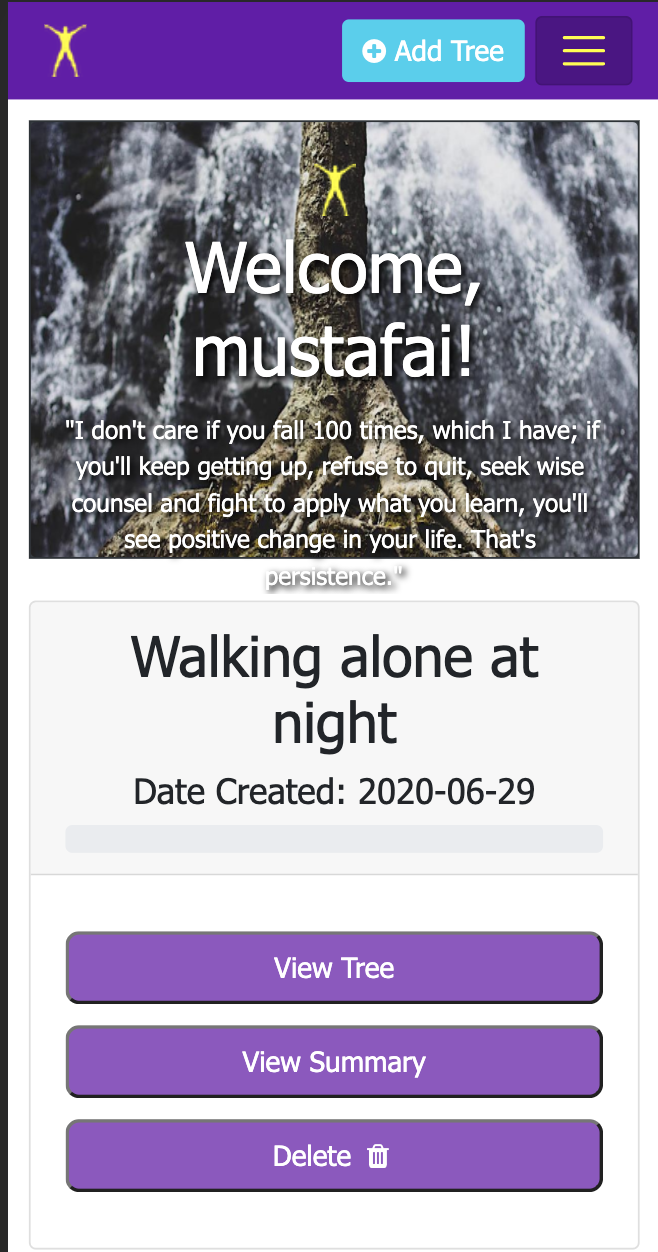 Add Tree
Welcome,
mustafai!
"I don't care if you fall 100 times, which I have; if
you'll keep getting up, refuse to quit, seek wise
counsel and fight to apply what you learn, you'll
see positive change in your life. That's
persistence."
Walking alone at
night
Date Created: 2020-06-29
View Tree
View Summary
Delete